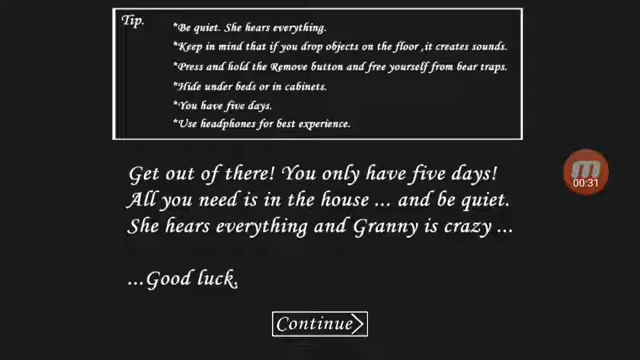 Tip.
*Be quiet. She hears everything.
*Keep in mind that if you drop objects on the floor ,it creates sounds.
*Press and hold the Remove button and free yourself from bear traps.
*Hide under beds or in cabinets.
*You have five days.
*Use headphones for best experience.
Get out of there! You only have five days!
All you need is in the house ... and be quiet.
She hears everything and Granny is crazy ...
...Good luck.
Continue
00:31